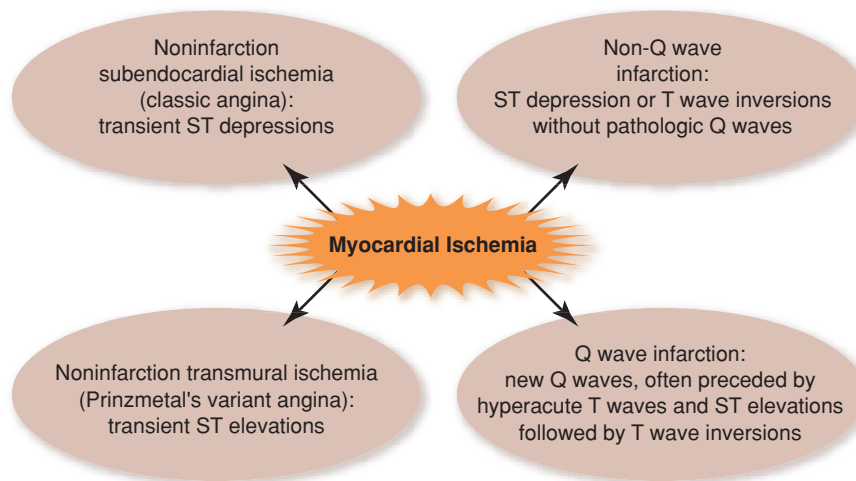 Noninfarction
subendocardial ischemia
(classic angina):
transient ST depressions
Non-Q wave
infarction:
ST depression or T wave inversions
without pathologic Q waves
Myocardial Ischemia
Noninfarction transmural ischemia
(Prinzmetal's variant angina):
transient ST elevations
Q wave infarction:
new Q waves, often preceded by
hyperacute T waves and ST elevations
followed by T wave inversions